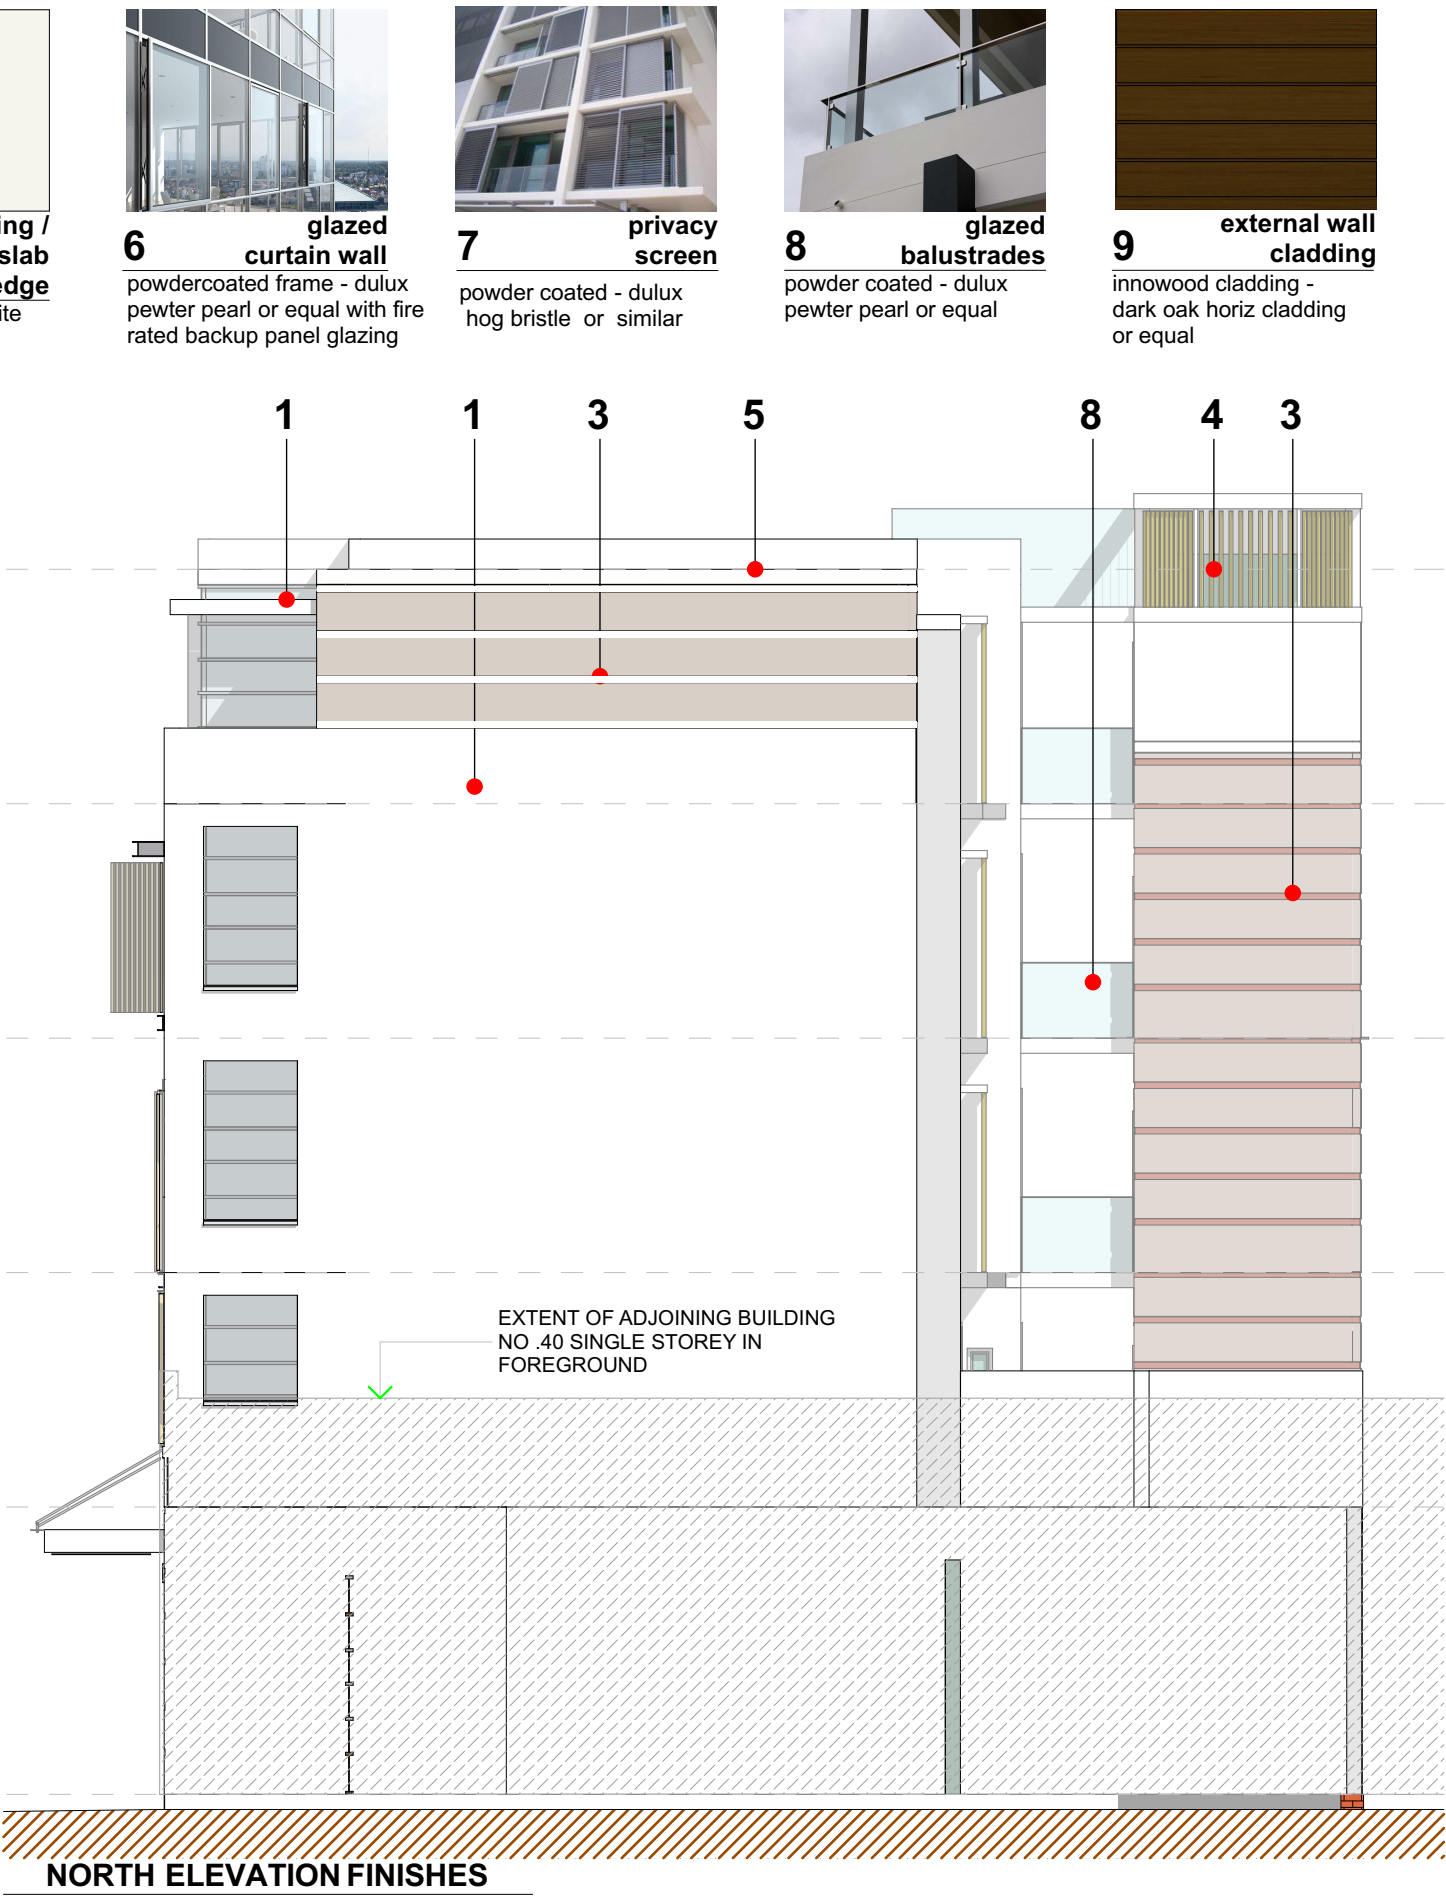 ing /
slab
edge
ite
6
glazed
curtain wall
powdercoated frame - dulux
pewter pearl or equal with fire
rated backup panel glazing
7
privacy
screen
powder coated - dulux
hog bristle or similar
8
glazed
balustrades
powder coated - dulux
pewter pearl or equal
9
external wall
cladding
innowood cladding -
dark oak horiz cladding
or equal
1 1 3 5 8 4 3
EXTENT OF ADJOINING BUILDING
NO .40 SINGLE STOREY IN
FOREGROUND
NORTH ELEVATION FINISHES